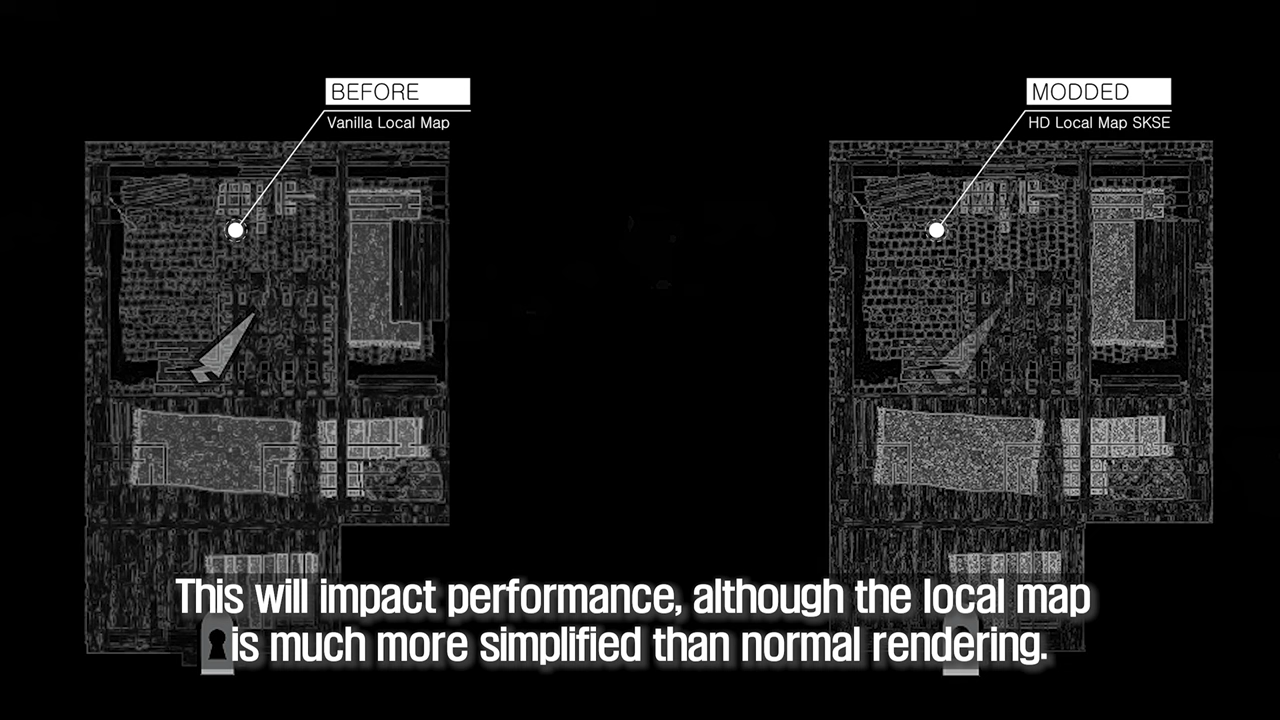 BEFORE
Vanilla Local Map
MODDED
HD Local Map SKSE
This will impact performance, although the local map
is much more simplified than normal rendering.